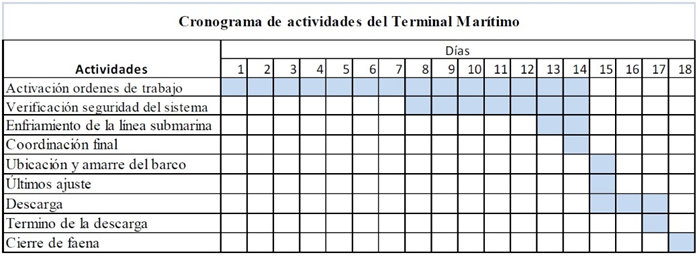 Cronograma de actividades del Terminal Marítimo
Días
Actividades 1 2 3 4 5 6 7 8 9 10 11 12 13 14 15 16 17 18
Activación ordenes de trabajo
Verificación seguridad del sistema
Enfriamiento de la línea submarina
Coordinación final
Ubicación y amarre del barco
Últimos ajuste
Descarga
Termino de la descarga
Cierre de faena